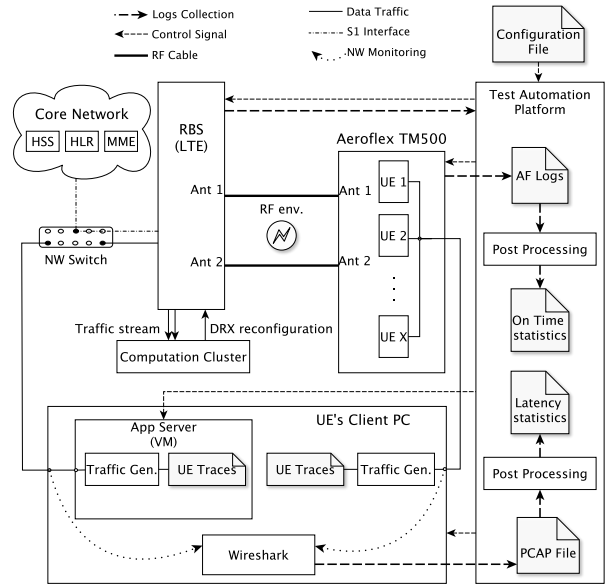 Logs Collection
Control Signal
RF Cable
Data Traffic
S1 Interface
NW Monitoring
Configuration
File
Test Automation
Platform
Core Network
HSS
HLR
MME
RBS
(LTE)
Aeroflex TM500
Ant 1
Ant 2
RF env.
Ant 1
Ant 2
UE 1
UE 2
UE X
AF Logs
Post Processing
On Time
statistics
NW Switch
Traffic stream
DRX reconfiguration
Computation Cluster
Latency
statistics
Post Processing
PCAP File
UE's Client PC
App Server
(VM)
Traffic Gen.
UE Traces
UE Traces
Traffic Gen.
Wireshark